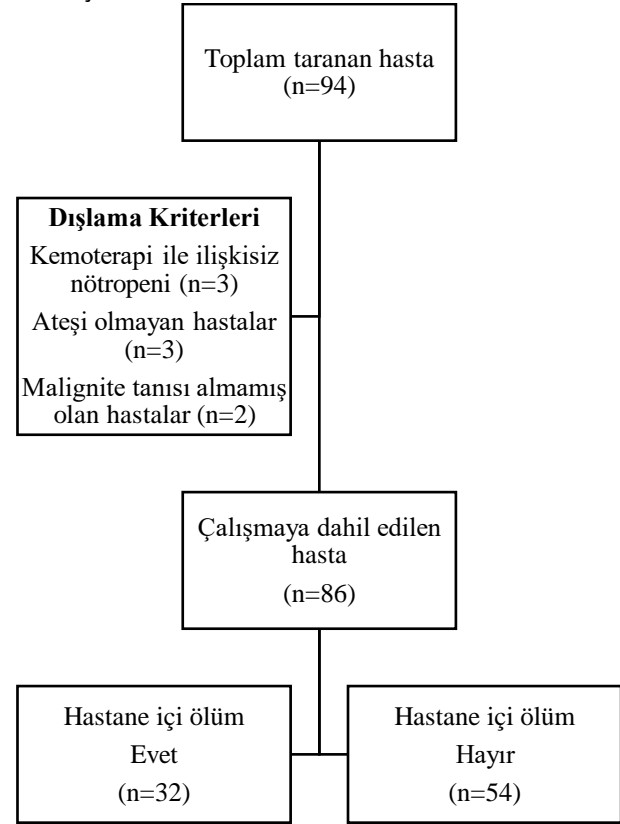 Toplam taranan hasta
(n=94)
Dışlama Kriterleri
Kemoterapi ile ilişkisiz
nötropeni (n=3)
Ateşi olmayan hastalar
(n=3)
Malignite tanısı almamış
olan hastalar (n=2)
Çalışmaya dahil edilen
hasta
(n=86)
Hastane içi ölüm
Evet
(n=32)
Hastane içi ölüm
Hayır
(n=54)